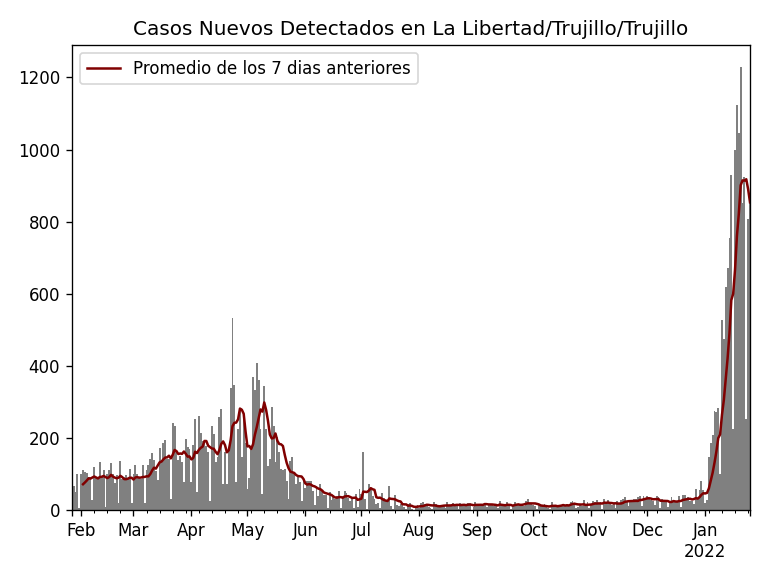 Casos Nuevos Detectados en La Libertad/Trujillo/Trujillo
Promedio de los 7 dias anteriores
1200
1000
800
600
400
200
0
Feb Mar Apr May Jun Jul Aug Sep Oct Nov Dec Jan
2022